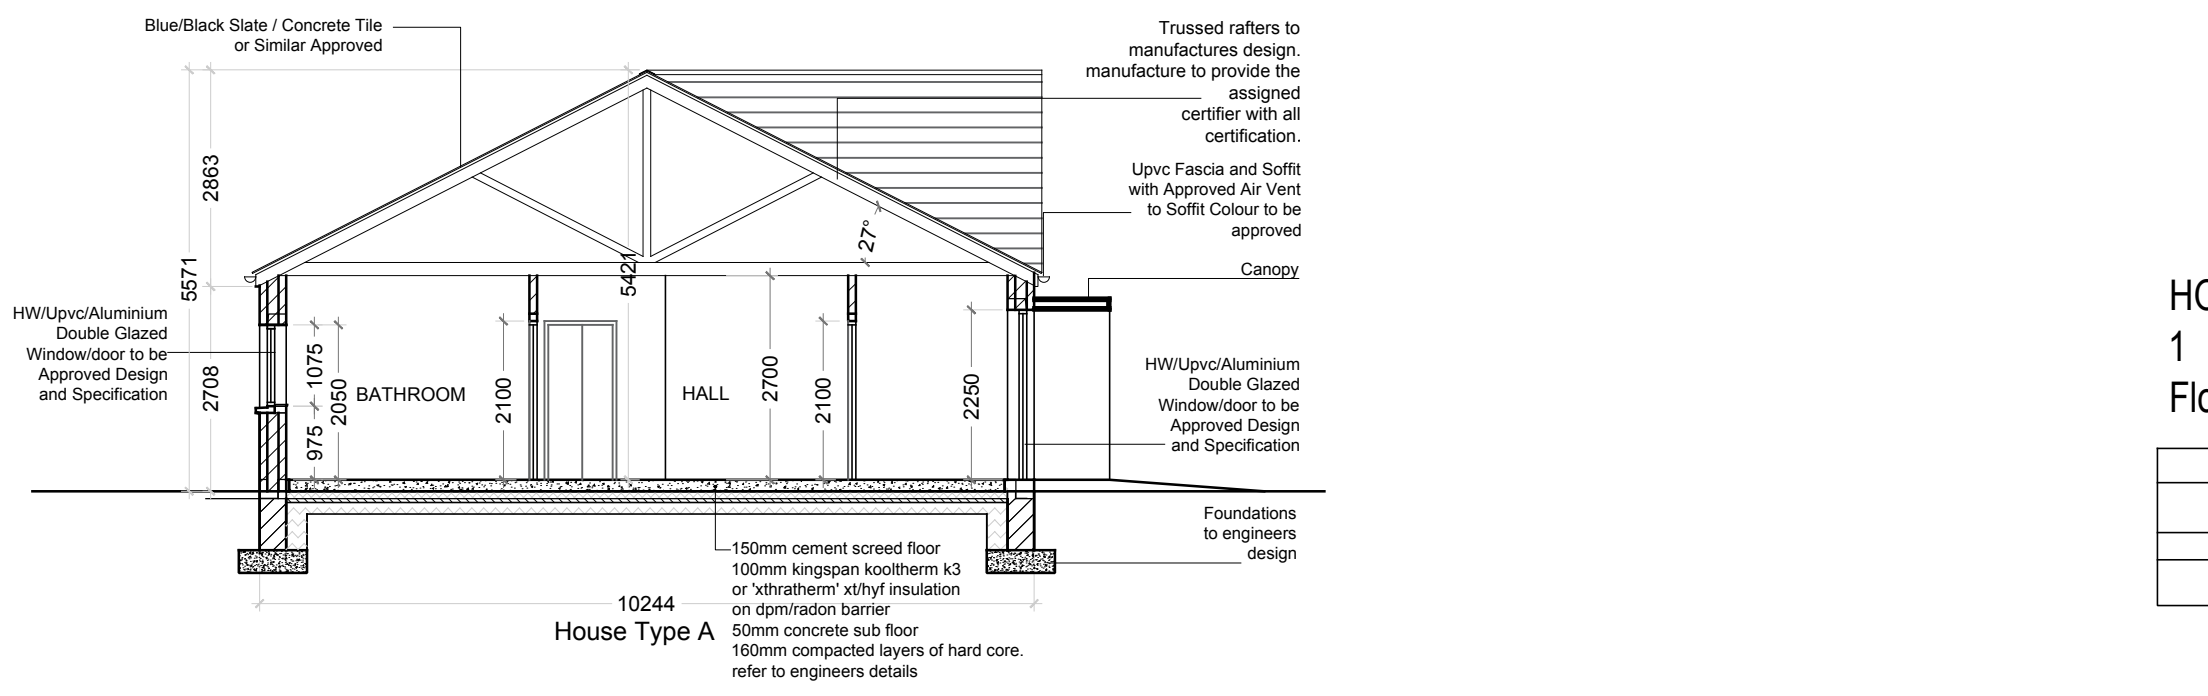 Blue/Black Slate / Concrete Tile
or Similar Approved
Trussed rafters to
manufactures design.
manufacture to provide the
assigned
certifier with all
certification.
Upvc Fascia and Soffit
with Approved Air Vent
to Soffit Colour to be
approved
Canopy
2863
5571
2708
5421
27°
HW/Upvc/Aluminium
Double Glazed
Window/door to be
Approved Design
and Specification
1075
975
2050
BATHROOM
2100
HALL
2700
2100
2250
HW/Upvc/Aluminium
Double Glazed
Window/door to be
Approved Design
and Specification
Foundations
to engineers
design
150mm cement screed floor
100mm kingspan kooltherm k3
or 'xthratherm' xt/hyf insulation
on dpm/radon barrier
50mm concrete sub floor
160mm compacted layers of hard core.
refer to engineers details
10244
House Type A
1